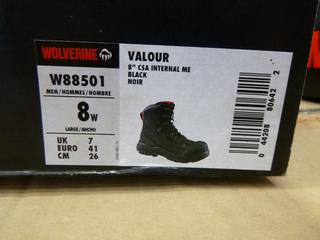 WOLVERINE
W88501
MEN/HOMMES/HOMBRE
8W
LARGE/ANCHO
UK 7
EURO 41
CM 26
VALOUR
8" CSA INTERNAL ME
BLACK
NOIR
0 44208 80642 2